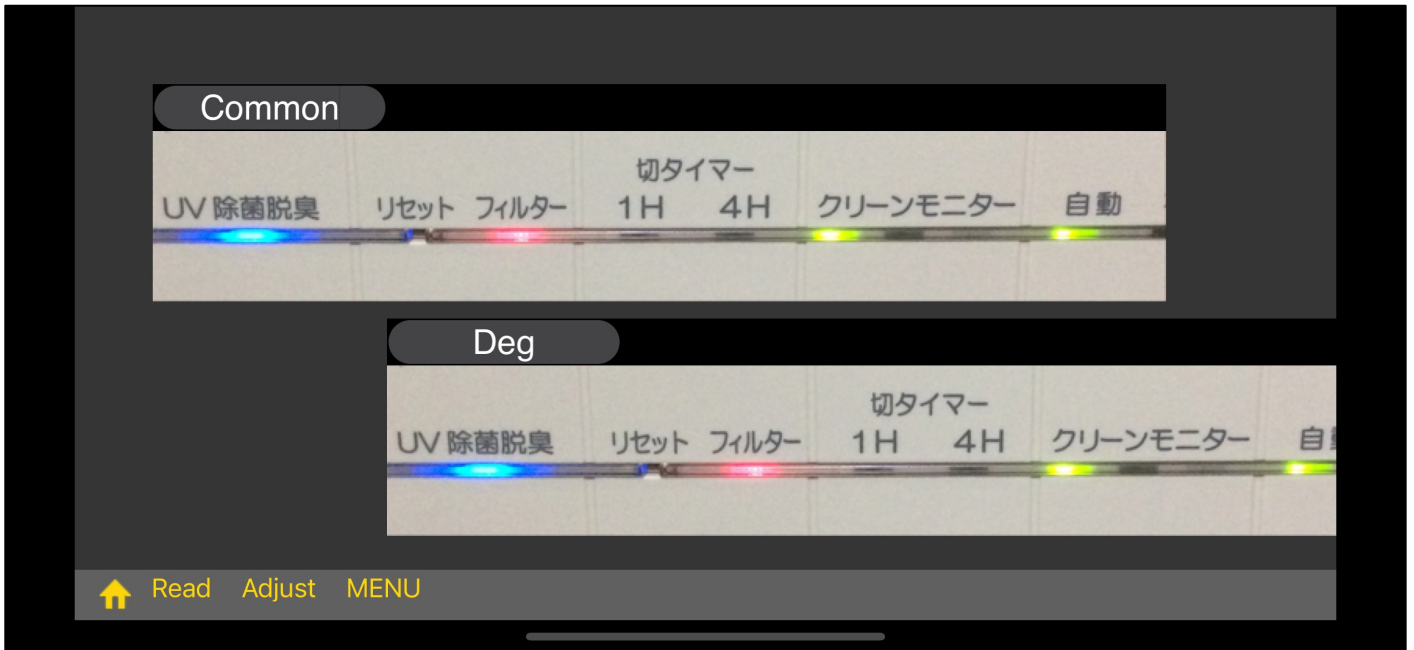 Common
切タイマー
UV 除菌脱臭 リセット フィルター 1H 4H クリーンモニター 自動
Deg
切タイマー
UV 除菌脱臭 リセット フィルター 1H 4H クリーンモニター 自
Read Adjust MENU